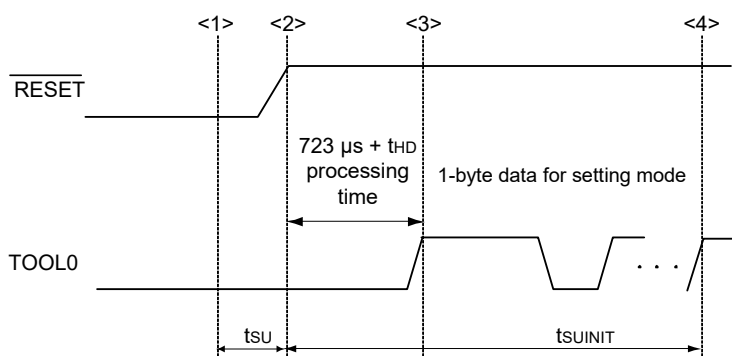 <1> <2> <3> <4>
RESET
723 µs + tHD
processing
time
1-byte data for setting mode
TOOL0
. . .
tSU tSUINIT